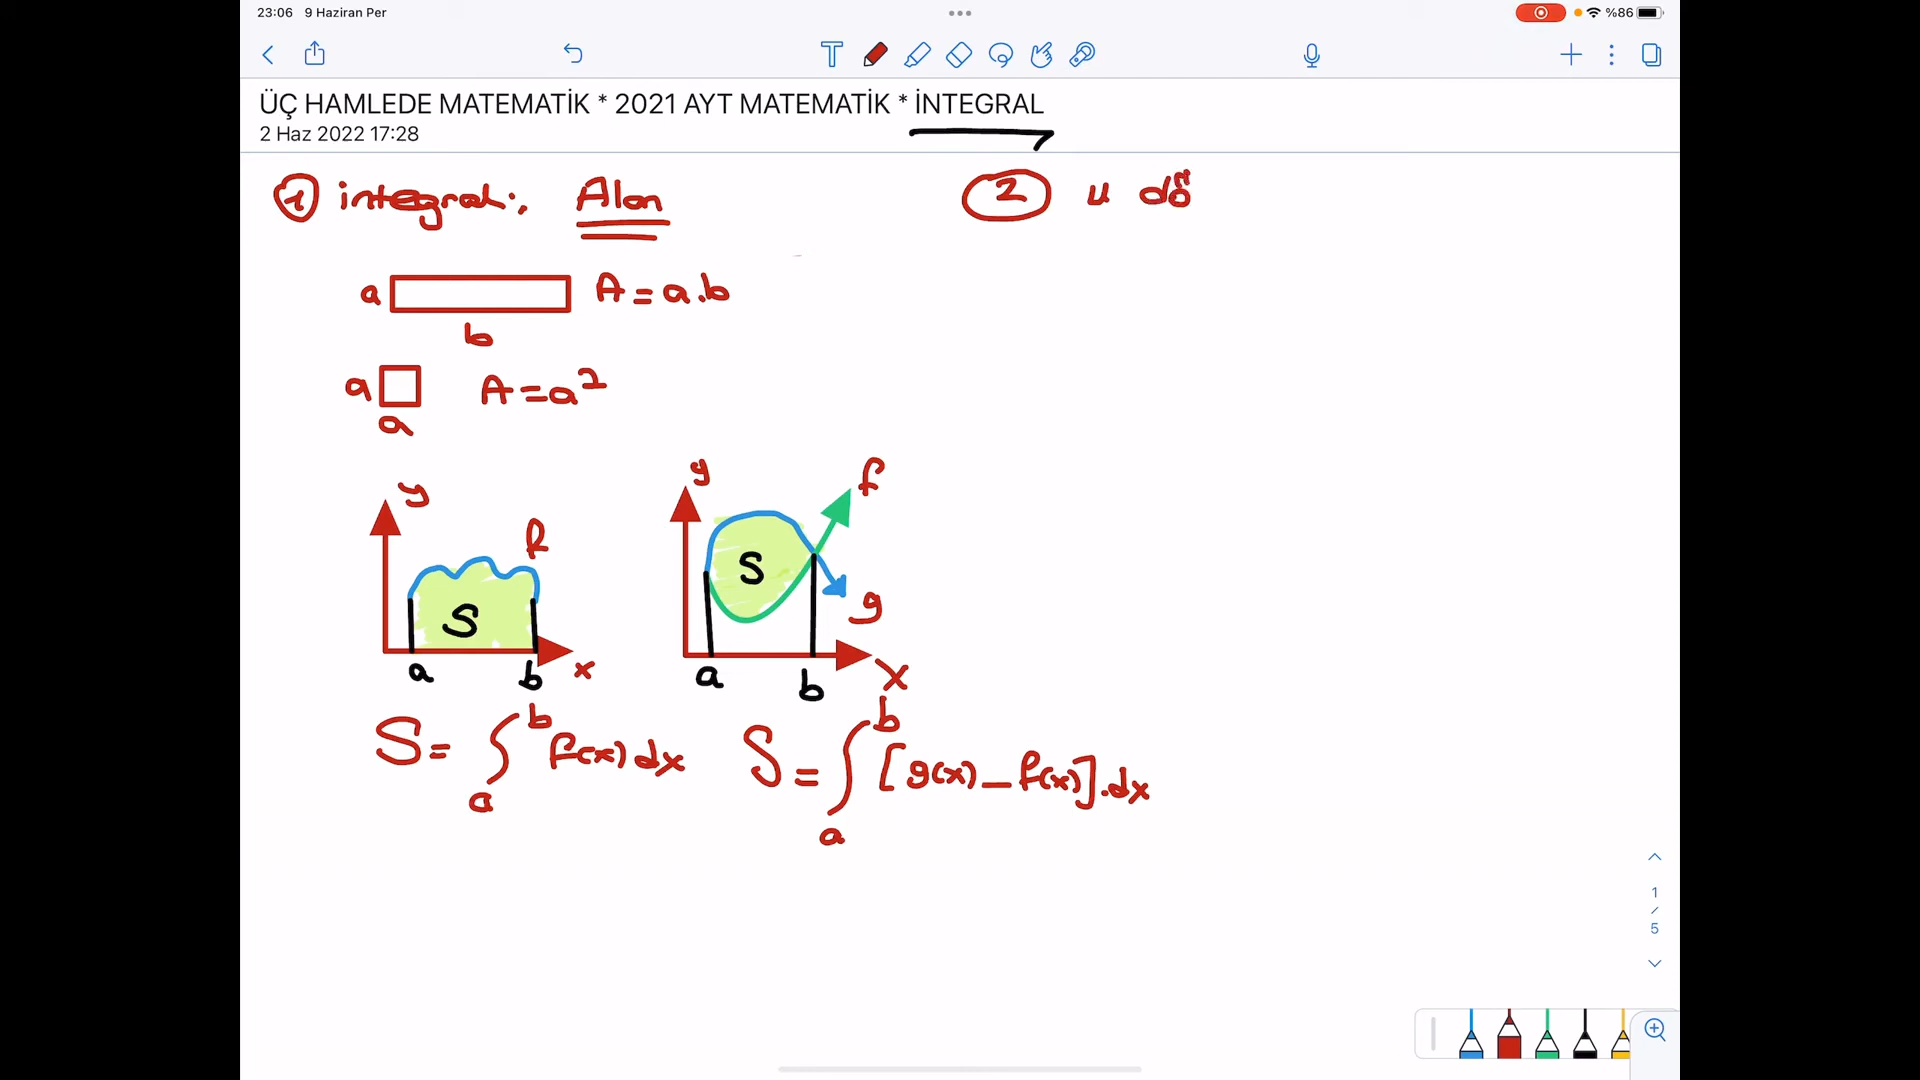 23:06 9 Haziran Per
%86
ÜÇ HAMLEDE MATEMATİK * 2021 AYT MATEMATİK * İNTEGRAL
2 Haz 2022 17:28
1 integral: Alan
2 u dö
a
A = a.b
b
a
A = a²
a
y
f
S
a b x
y
f
S
g
a b x
S = ∫ₐᵇ f(x) dx
S = ∫ₐᵇ [g(x) – f(x)].dx
1
/
5